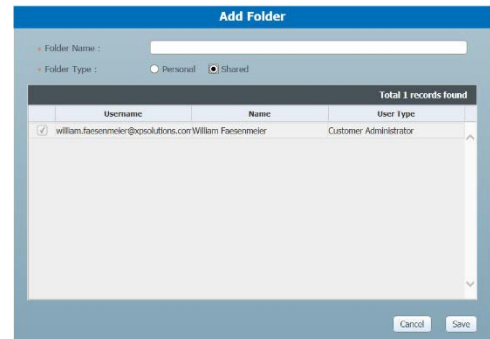 Add Folder
* Folder Name :
* Folder Type : Personal Shared
Total 1 records found
Username Name User Type
william.faesenmeier@xpsolutions.com William Faesenmeier Customer Administrator
Cancel Save